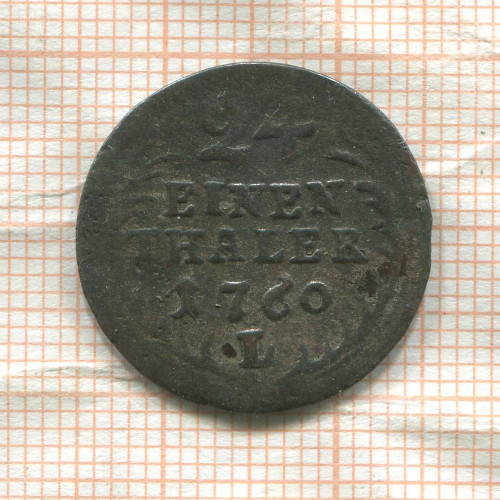 24
EINEN
THALER
1760
·L·